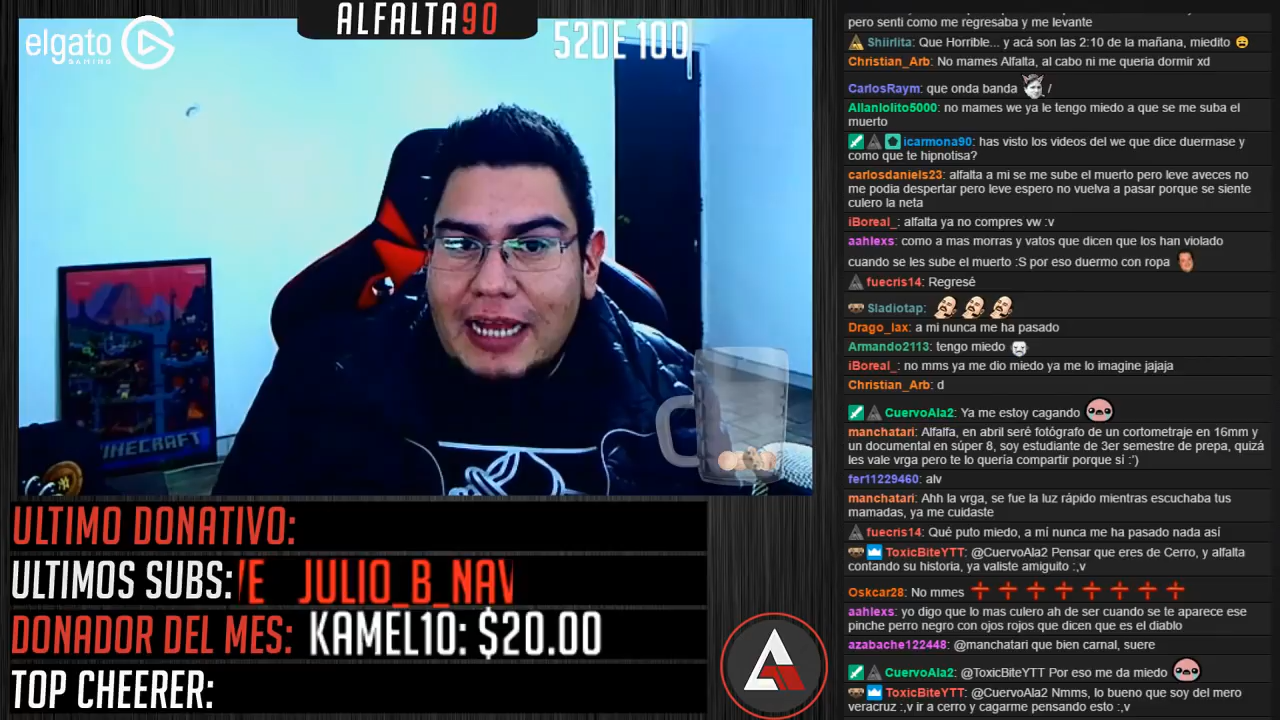 elgato
GAMING
ALFALTA90
52DE 100
MINECRAFT
ULTIMO DONATIVO:
ULTIMOS SUBS: E JULIO_B_NAV
DONADOR DEL MES: KAMEL10: $20.00
TOP CHEERER:
pero senti como me regresaba y me levante
Shiirlita: Que Horrible... y acá son las 2:10 de la mañana, miedito
Christian_Arb: No mames Alfalta, al cabo ni me queria dormir xd
CarlosRaym: que onda banda /
Allanlolito5000: no mames we ya le tengo miedo a que se me suba el
muerto
icarmona90: has visto los videos del we que dice duermase y
como que te hipnotisa?
carlosdaniels23: alfalta a mi se me sube el muerto pero leve aveces no
me podia despertar pero leve espero no vuelva a pasar porque se siente
culero la neta
iBoreal_: alfalta ya no compres vw :v
aahlexs: como a mas morras y vatos que dicen que los han violado
cuando se les sube el muerto :S por eso duermo con ropa
fuecris14: Regresé
Sladiotap:
Drago_lax: a mi nunca me ha pasado
Armando2113: tengo miedo
iBoreal_: no mms ya me dio miedo ya me lo imagine jajaja
Christian_Arb: d
CuervoAla2: Ya me estoy cagando
manchatari: Alfalfa, en abril seré fotógrafo de un cortometraje en 16mm y
un documental en súper 8, soy estudiante de 3er semestre de prepa, quizá
les vale vrga pero te lo quería compartir porque sí :')
fer11229460: alv
manchatari: Ahh la vrga, se fue la luz rápido mientras escuchaba tus
mamadas, ya me cuidaste
fuecris14: Qué puto miedo, a mí nunca me ha pasado nada así
ToxicBiteYTT: @CuervoAla2 Pensar que eres de Cerro, y alfalta
contando su historia, ya valiste amiguito :,v
Oskcar28: No mmes
aahlexs: yo digo que lo mas culero ah de ser cuando se te aparece ese
pinche perro negro con ojos rojos que dicen que es el diablo
azabache122448: @manchatari que bien carnal, suere
CuervoAla2: @ToxicBiteYTT Por eso me da miedo
ToxicBiteYTT: @CuervoAla2 Nmms, lo bueno que soy del mero
veracruz :,v ir a cerro y cagarme pensando esto :,v